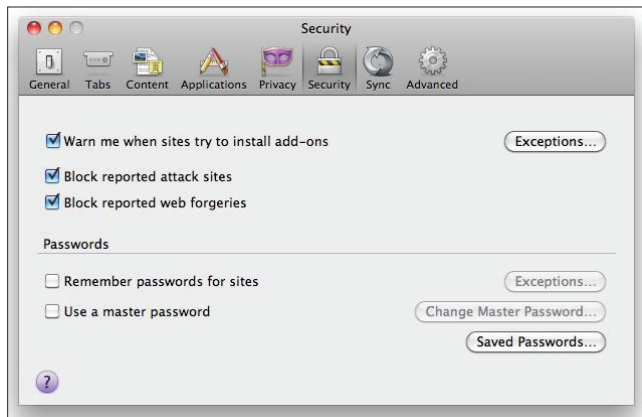 Security
General Tabs Content Applications Privacy Security Sync Advanced
Warn me when sites try to install add-ons Exceptions...
Block reported attack sites
Block reported web forgeries
Passwords
Remember passwords for sites Exceptions...
Use a master password Change Master Password...
Saved Passwords...
?